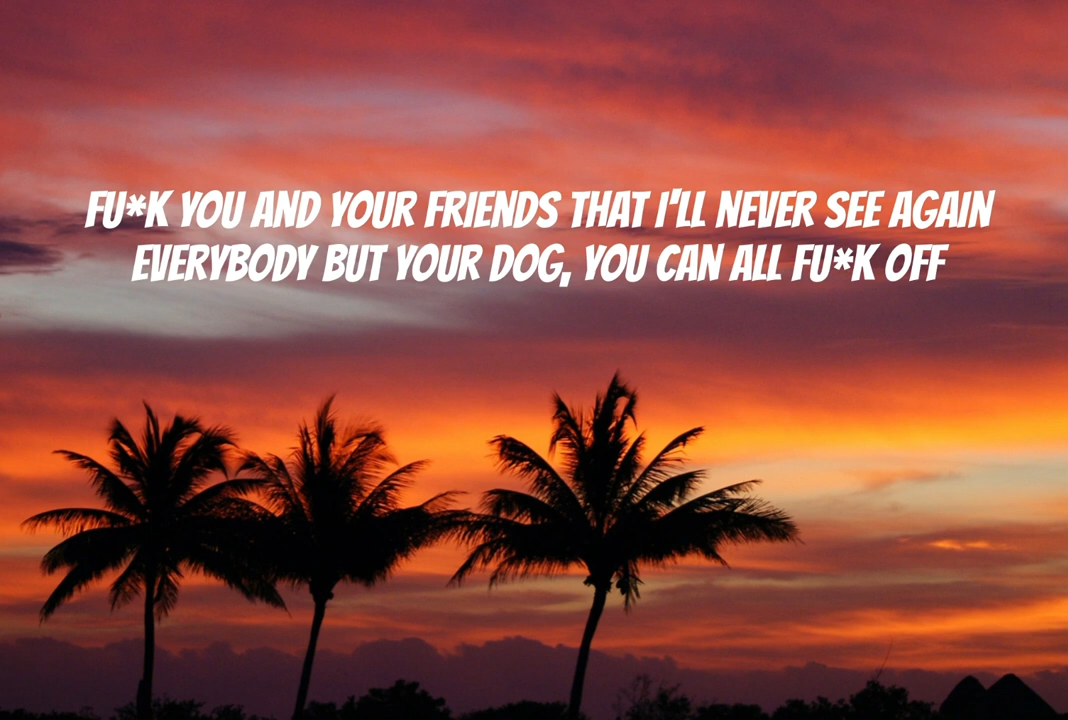 FU*K YOU AND YOUR FRIENDS THAT I'LL NEVER SEE AGAIN
EVERYBODY BUT YOUR DOG, YOU CAN ALL FU*K OFF